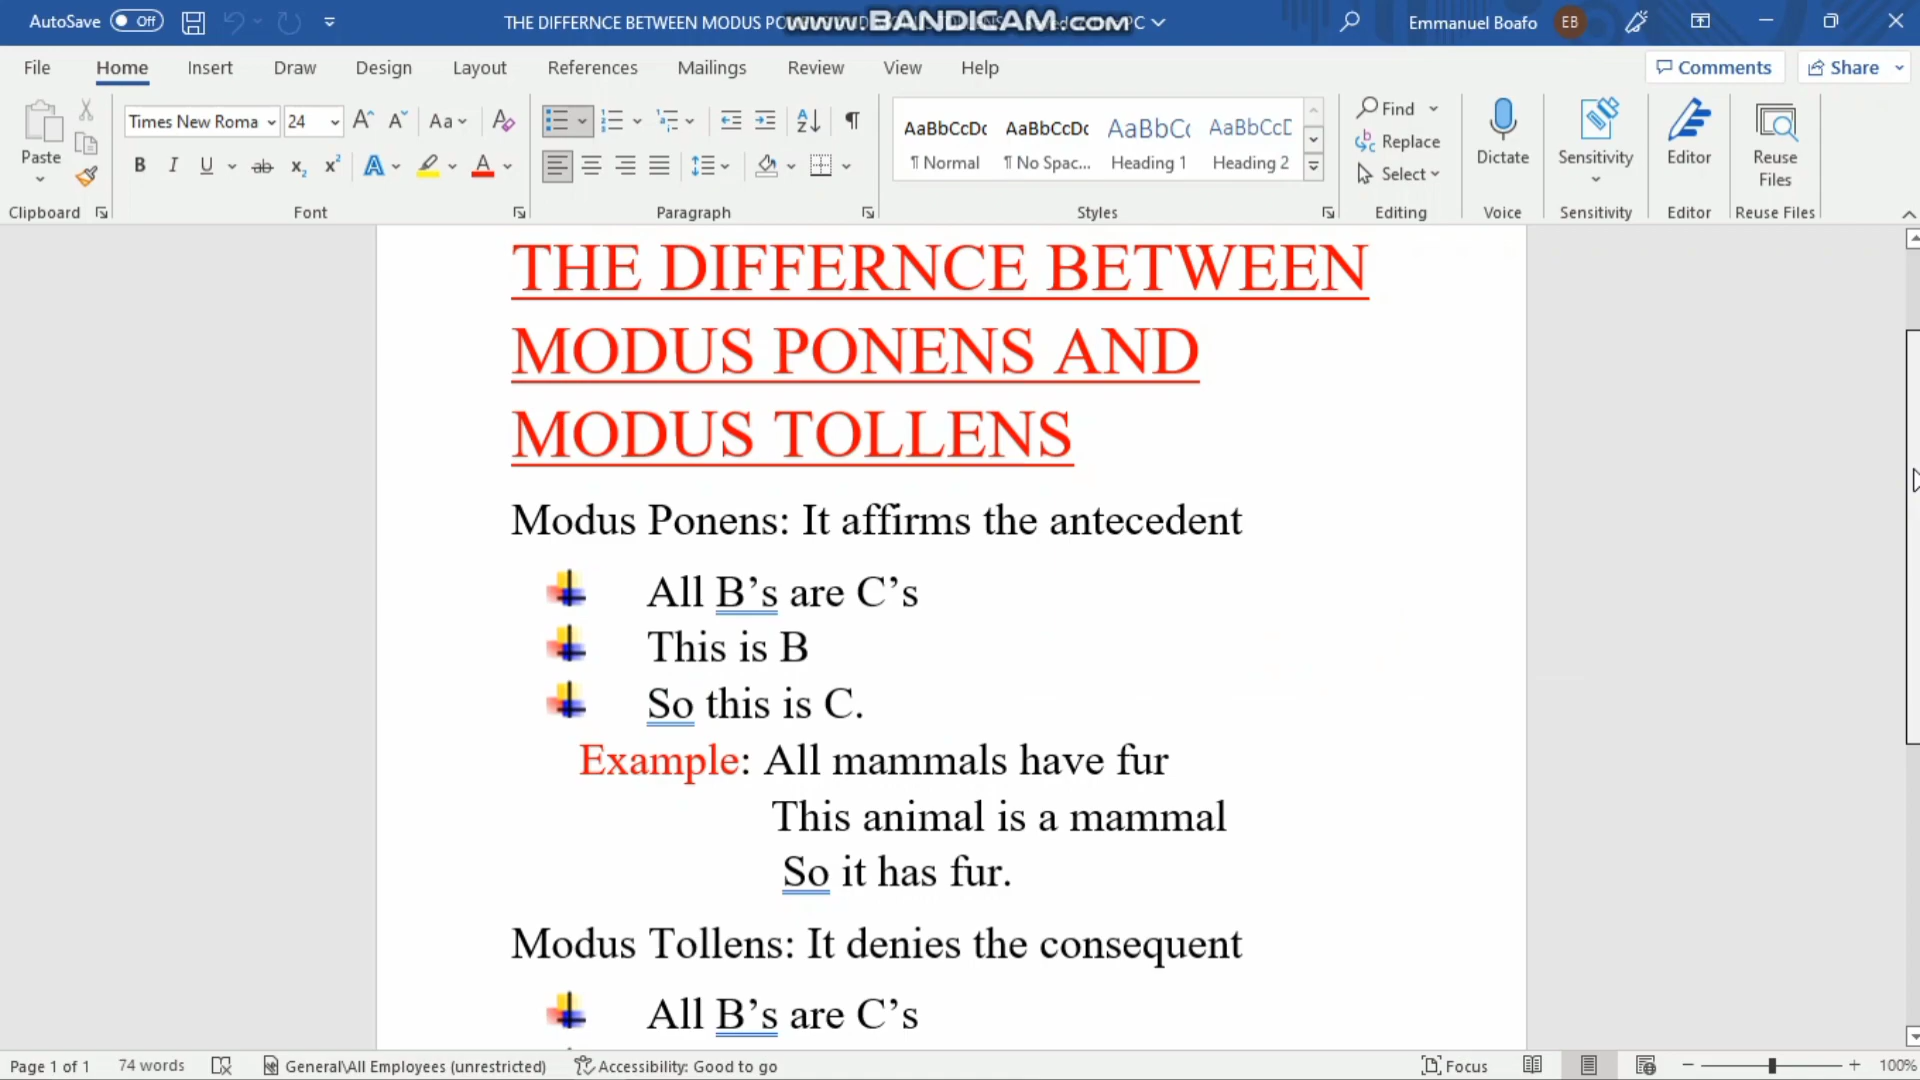 AutoSave Off
THE DIFFERNCE BETWEEN MODUS PO
www.BANDICAM.com
PC
Emmanuel Boafo EB
File Home Insert Draw Design Layout References Mailings Review View Help
Comments Share
Paste
Times New Roma 24
Aa
B I U ab x₂ x² A A
AaBbCcDc AaBbCcDc AaBbCc AaBbCcE
¶ Normal ¶ No Spac... Heading 1 Heading 2
Find
Replace
Select
Dictate
Sensitivity
Editor
Reuse
Files
Clipboard Font Paragraph Styles Editing Voice Sensitivity Editor Reuse Files
THE DIFFERNCE BETWEEN
MODUS PONENS AND
MODUS TOLLENS
Modus Ponens: It affirms the antecedent
All B’s are C’s
This is B
So this is C.
Example: All mammals have fur
This animal is a mammal
So it has fur.
Modus Tollens: It denies the consequent
All B’s are C’s
Page 1 of 1 74 words General\All Employees (unrestricted) Accessibility: Good to go Focus 100%